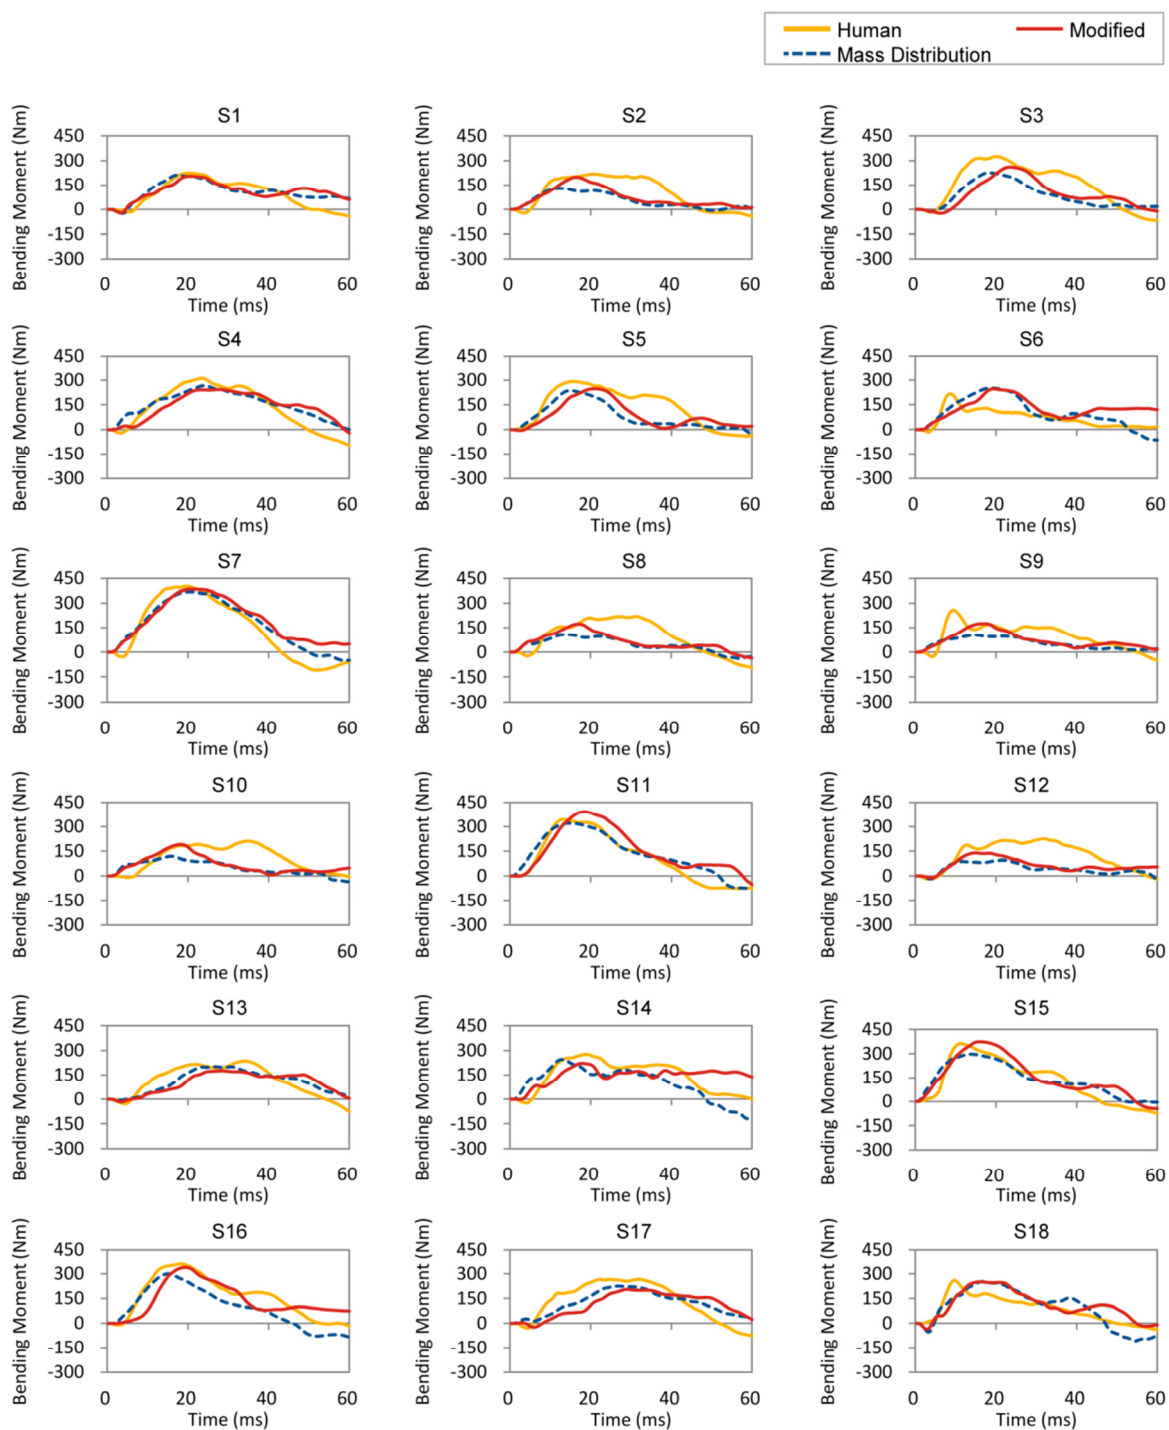 Human Modified
Mass Distribution
S1 S2 S3
Bending Moment (Nm) Bending Moment (Nm) Bending Moment (Nm)
450 450 450
300 300 300
150 150 150
0 0 0
-150 -150 -150
-300 -300 -300
0 20 40 60 0 20 40 60 0 20 40 60
Time (ms) Time (ms) Time (ms)
S4 S5 S6
Bending Moment (Nm) Bending Moment (Nm) Bending Moment (Nm)
450 450 450
300 300 300
150 150 150
0 0 0
-150 -150 -150
-300 -300 -300
0 20 40 60 0 20 40 60 0 20 40 60
Time (ms) Time (ms) Time (ms)
S7 S8 S9
Bending Moment (Nm) Bending Moment (Nm) Bending Moment (Nm)
450 450 450
300 300 300
150 150 150
0 0 0
-150 -150 -150
-300 -300 -300
0 20 40 60 0 20 40 60 0 20 40 60
Time (ms) Time (ms) Time (ms)
S10 S11 S12
Bending Moment (Nm) Bending Moment (Nm) Bending Moment (Nm)
450 450 450
300 300 300
150 150 150
0 0 0
-150 -150 -150
-300 -300 -300
0 20 40 60 0 20 40 60 0 20 40 60
Time (ms) Time (ms) Time (ms)
S13 S14 S15
Bending Moment (Nm) Bending Moment (Nm) Bending Moment (Nm)
450 450 450
300 300 300
150 150 150
0 0 0
-150 -150 -150
-300 -300 -300
0 20 40 60 0 20 40 60 0 20 40 60
Time (ms) Time (ms) Time (ms)
S16 S17 S18
Bending Moment (Nm) Bending Moment (Nm) Bending Moment (Nm)
450 450 450
300 300 300
150 150 150
0 0 0
-150 -150 -150
-300 -300 -300
0 20 40 60 0 20 40 60 0 20 40 60
Time (ms) Time (ms) Time (ms)